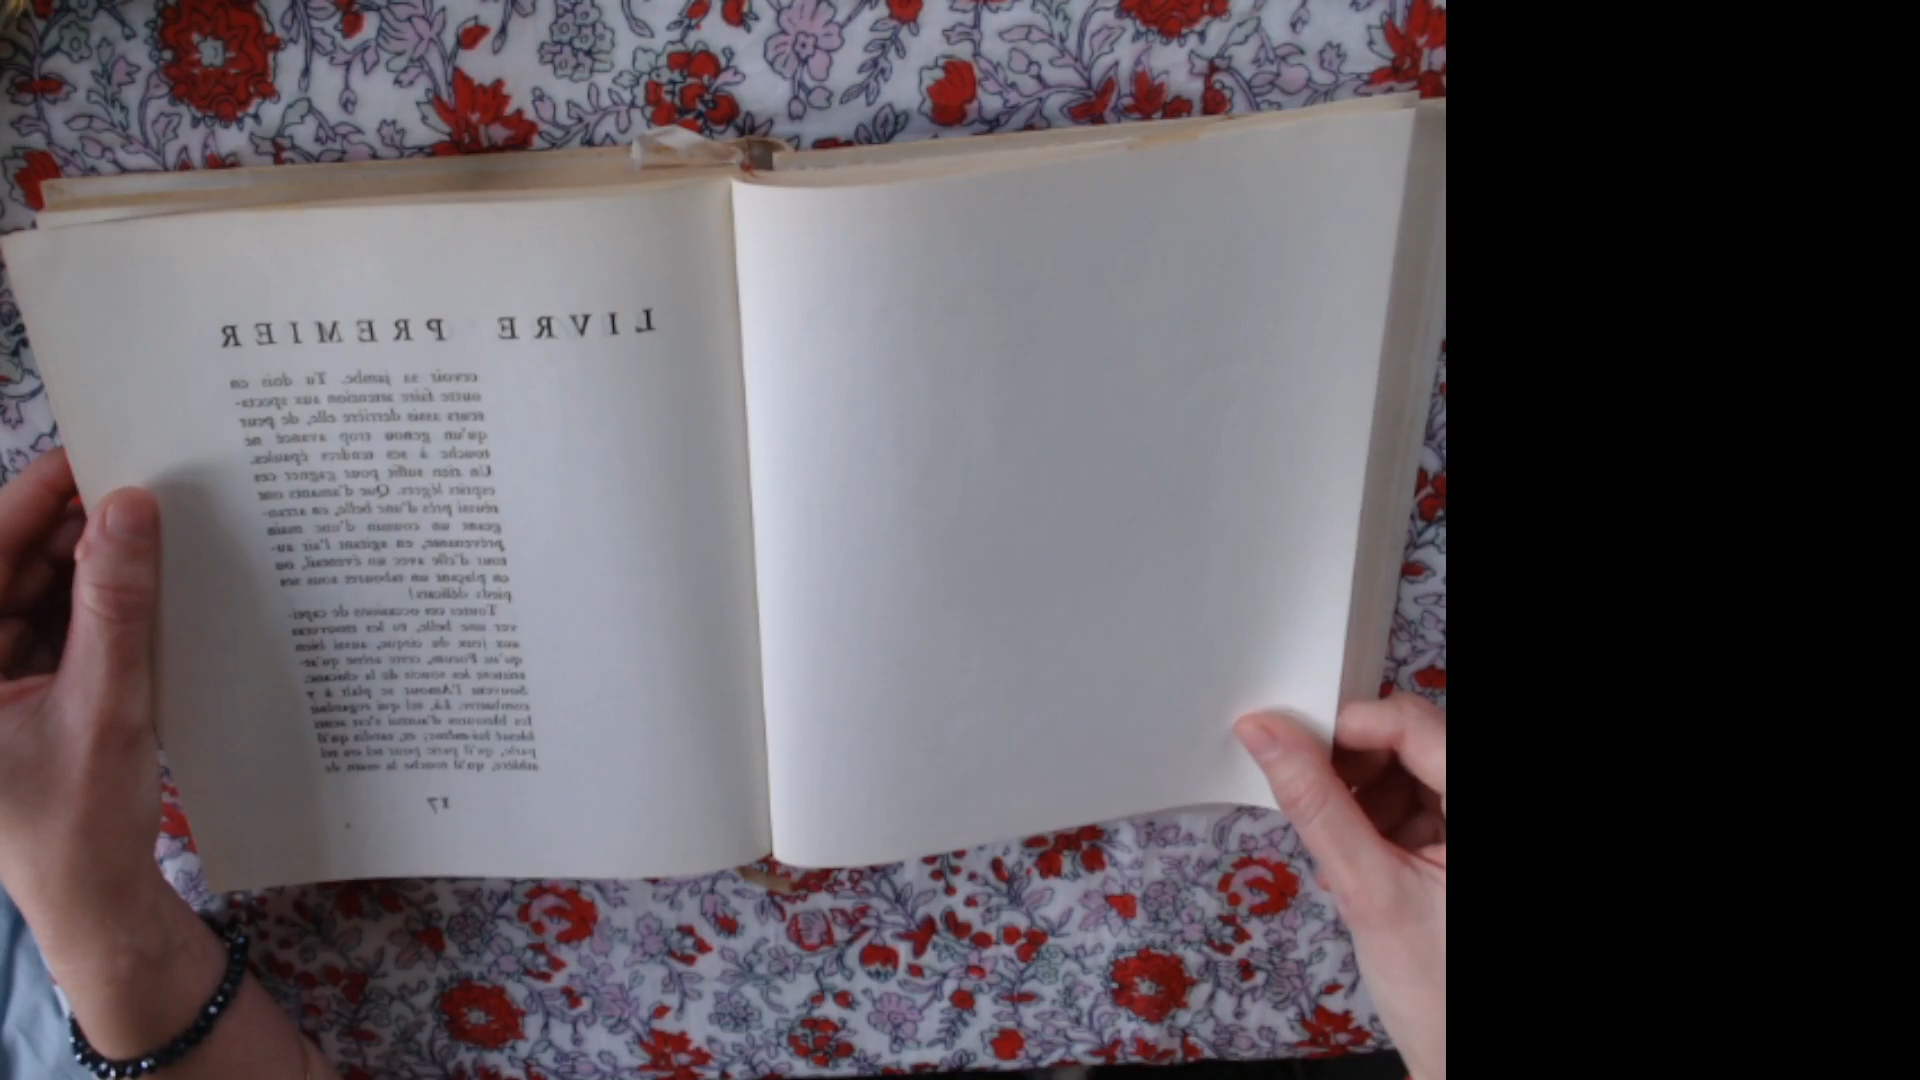 LIVRE PREMIER
cevoir sa jambe. Tu dois en
outre faire attention aux specta-
teurs assis derrière elle, de peur
qu'un genou trop avancé ne
touche à ses tendres épaules.
Un rien suffit pour gagner ces
esprits légers. Que d'amants ont
réussi près d'une belle, en arran-
geant un coussin d'une main
prévenante, en agitant l'air au-
tour d'elle avec un éventail, ou
en plaçant un tabouret sous ses
pieds délicats!
Toutes ces occasions de capti-
ver une belle, tu les trouveras
aux jeux du cirque, aussi bien
qu'au Forum, cette arène qu'at-
tristent les soucis de la chicane.
Souvent l'Amour se plaît à y
combattre. Là, tel qui regardait
les blessures d'autrui s'est senti
blessé lui-même; et, tandis qu'il
parle, qu'il parie pour tel ou tel
athlète, qu'il touche la main de
17